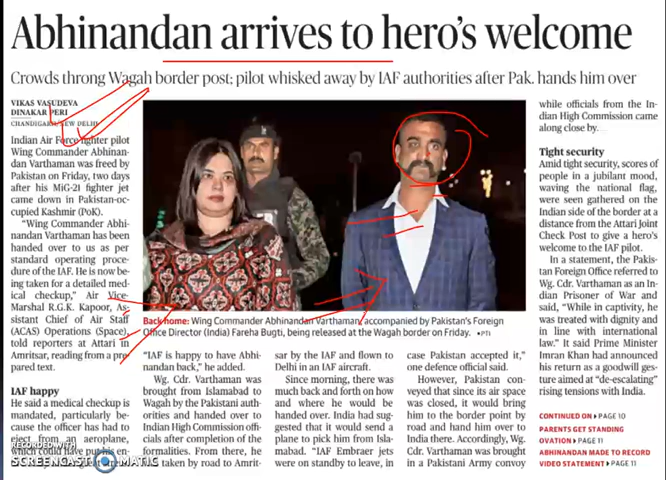 Abhinandan arrives to hero's welcome
Crowds throng Wagah border post; pilot whisked away by IAF authorities after Pak. hands him over
VIKAS VASUDEVA
DINAKAR PERI
CHANDIGARH/NEW DELHI
Indian Air Force fighter pilot
Wing Commander Abhinan-
dan Varthaman was freed by
Pakistan on Friday, two days
after his MiG-21 fighter jet
came down in Pakistan-oc-
cupied Kashmir (PoK).
"Wing Commander Abhi-
nandan Varthaman has been
handed over to us as per
standard operating proce-
dure of the IAF. He is now be-
ing taken for a detailed med-
ical checkup," Air Vice-
Marshal R.G.K. Kapoor, As-
sistant Chief of Air Staff
(ACAS) Operations (Space),
told reporters at Attari in
Amritsar, reading from a pre-
pared text.
IAF happy
He said a medical checkup is
mandated, particularly be-
cause the officer has had to
eject from an aeroplane,
which could have put his en-
Back home: Wing Commander Abhinandan Varthaman accompanied by Pakistan's Foreign
Office Director (India) Fareha Bugti, being released at the Wagah border on Friday. •PTI
"IAF is happy to have Abhi-
nandan back," he added.
Wg. Cdr. Varthaman was
brought from Islamabad to
Wagah by the Pakistani auth-
orities and handed over to
Indian High Commission offi-
cials after completion of the
formalities. From there, he
taken by road to Amrit-
sar by the IAF and flown to
Delhi in an IAF aircraft.
Since morning, there was
much back and forth on how
and where he would be
handed over. India had sug-
gested that it would send a
plane to pick him from Isla-
mabad. "IAF Embraer jets
were on standby to leave, in
case Pakistan accepted it,"
one defence official said.
However, Pakistan con-
veyed that since its air space
was closed, it would bring
him to the border point by
road and hand him over to
India there. Accordingly, Wg.
Cdr. Varthaman was brought
in a Pakistani Army convoy
while officials from the In-
dian High Commission came
along close by.
Tight security
Amid tight security, scores of
people in a jubilant mood,
waving the national flag,
were seen gathered on the
Indian side of the border at a
distance from the Attari Joint
Check Post to give a hero's
welcome to the IAF pilot.
In a statement, the Pakis-
tan Foreign Office referred to
Wg. Cdr. Varthaman as an In-
dian Prisoner of War and
said, "While in captivity, he
was treated with dignity and
in line with international
law." It said Prime Minister
Imran Khan had announced
his return as a goodwill ges-
ture aimed at "de-escalating"
rising tensions with India.
CONTINUED ON ▸ PAGE 10
PARENTS GET STANDING
OVATION ▸ PAGE 11
ABHINANDAN MADE TO RECORD
VIDEO STATEMENT ▸ PAGE 11
RECORDED WITH
SCREENCAST MATIC